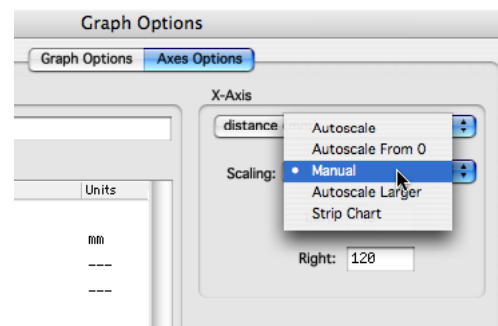 Graph Options
Graph Options Axes Options
X-Axis
distance
Autoscale
Autoscale From 0
Scaling:
• Manual
Autoscale Larger
Strip Chart
Units
mm
---
---
Right: 120